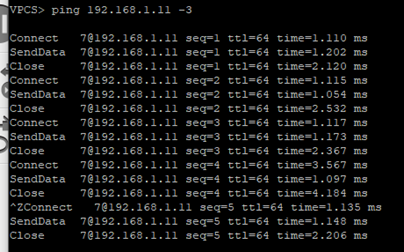 VPCS> ping 192.168.1.11 -3
Connect 7@192.168.1.11 seq=1 ttl=64 time=1.110 ms
SendData 7@192.168.1.11 seq=1 ttl=64 time=1.202 ms
Close 7@192.168.1.11 seq=1 ttl=64 time=2.120 ms
Connect 7@192.168.1.11 seq=2 ttl=64 time=1.115 ms
SendData 7@192.168.1.11 seq=2 ttl=64 time=1.054 ms
Close 7@192.168.1.11 seq=2 ttl=64 time=2.532 ms
Connect 7@192.168.1.11 seq=3 ttl=64 time=1.117 ms
SendData 7@192.168.1.11 seq=3 ttl=64 time=1.173 ms
Close 7@192.168.1.11 seq=3 ttl=64 time=2.367 ms
Connect 7@192.168.1.11 seq=4 ttl=64 time=3.567 ms
SendData 7@192.168.1.11 seq=4 ttl=64 time=1.097 ms
Close 7@192.168.1.11 seq=4 ttl=64 time=4.184 ms
^ZConnect 7@192.168.1.11 seq=5 ttl=64 time=1.135 ms
SendData 7@192.168.1.11 seq=5 ttl=64 time=1.148 ms
Close 7@192.168.1.11 seq=5 ttl=64 time=2.206 ms